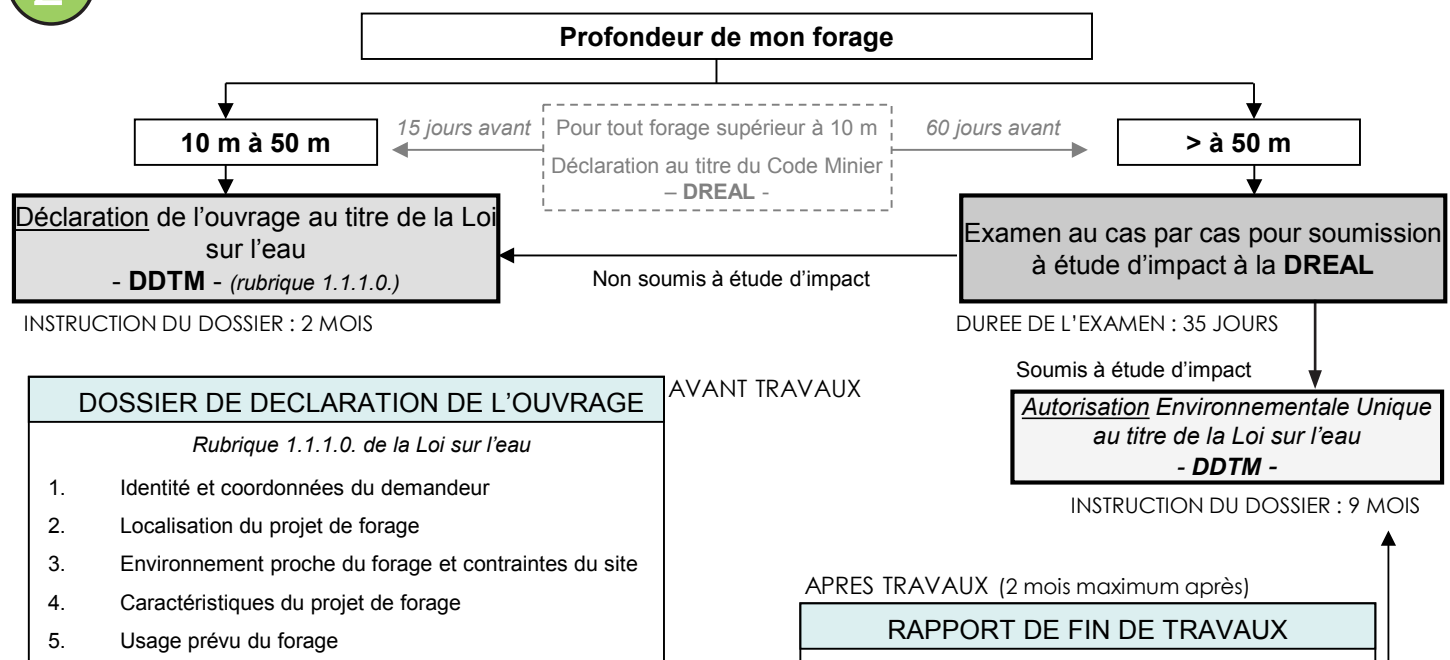 2
Profondeur de mon forage
10 m à 50 m
15 jours avant
Pour tout forage supérieur à 10 m
Déclaration au titre du Code Minier
– DREAL -
60 jours avant
> à 50 m
Déclaration de l’ouvrage au titre de la Loi
sur l’eau
- DDTM - (rubrique 1.1.1.0.)
Non soumis à étude d’impact
Examen au cas par cas pour soumission
à étude d’impact à la DREAL
INSTRUCTION DU DOSSIER : 2 MOIS
DUREE DE L’EXAMEN : 35 JOURS
Soumis à étude d’impact
Autorisation Environnementale Unique
au titre de la Loi sur l’eau
- DDTM -
INSTRUCTION DU DOSSIER : 9 MOIS
AVANT TRAVAUX
DOSSIER DE DECLARATION DE L’OUVRAGE
Rubrique 1.1.1.0. de la Loi sur l’eau
1. Identité et coordonnées du demandeur
2. Localisation du projet de forage
3. Environnement proche du forage et contraintes du site
4. Caractéristiques du projet de forage
5. Usage prévu du forage
APRES TRAVAUX (2 mois maximum après)
RAPPORT DE FIN DE TRAVAUX